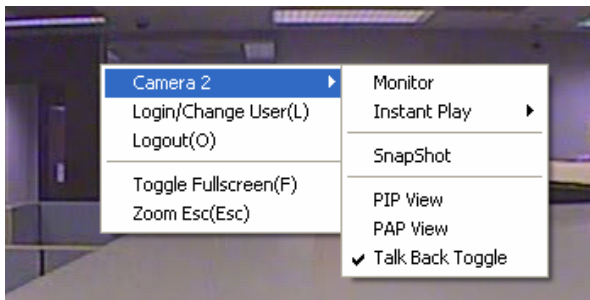 Camera 2
Login/Change User(L)
Logout(O)
Toggle Fullscreen(F)
Zoom Esc(Esc)
Monitor
Instant Play
SnapShot
PIP View
PAP View
Talk Back Toggle